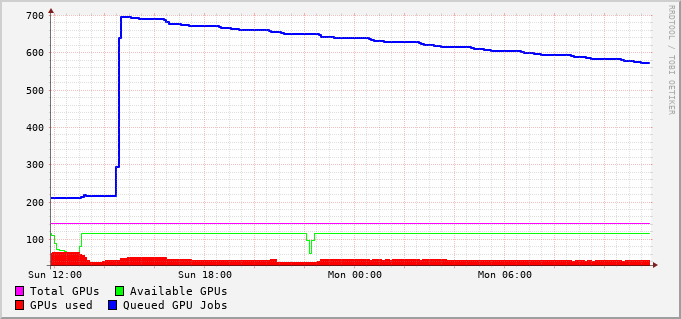 700
600
500
400
300
200
100
Sun 12:00 Sun 18:00 Mon 00:00 Mon 06:00
Total GPUs Available GPUs
GPUs used Queued GPU Jobs
RRDTOOL / TOBI OETIKER